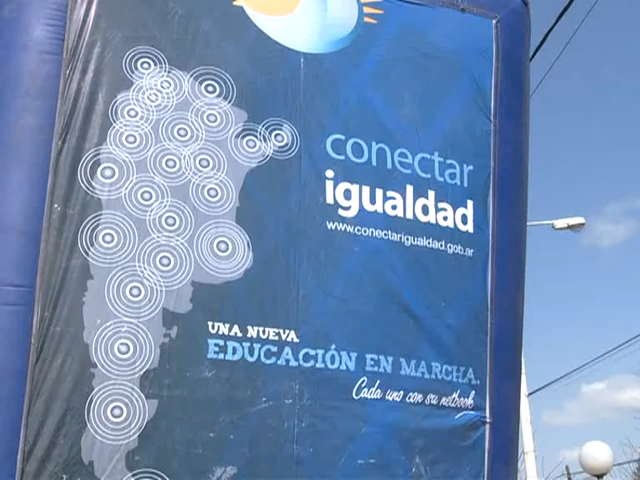 conectar
igualdad
www.conectarigualdad.gob.ar
UNA NUEVA
EDUCACIÓN EN MARCHA.
Cada uno con su netbook